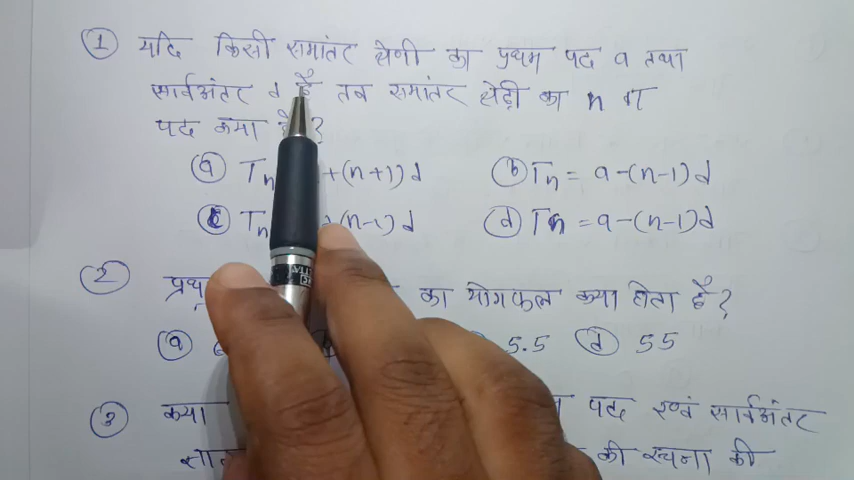 ① यदि किसी समांतर श्रेणी का प्रथम पद a तथा
सार्वअंतर d है तब समांतर श्रेढ़ी का n वा
पद क्या है?
ⓐ Tn +(n+1)d ⓑ Tn = a-(n-1)d
ⓒ Tn +(n-1)d ⓓ Tn = a-(n-1)d
② का योगफल क्या होता है?
ⓐ 5.5 ⓓ 55
③ क्या पद एवं सार्वअंतर
की रचना की